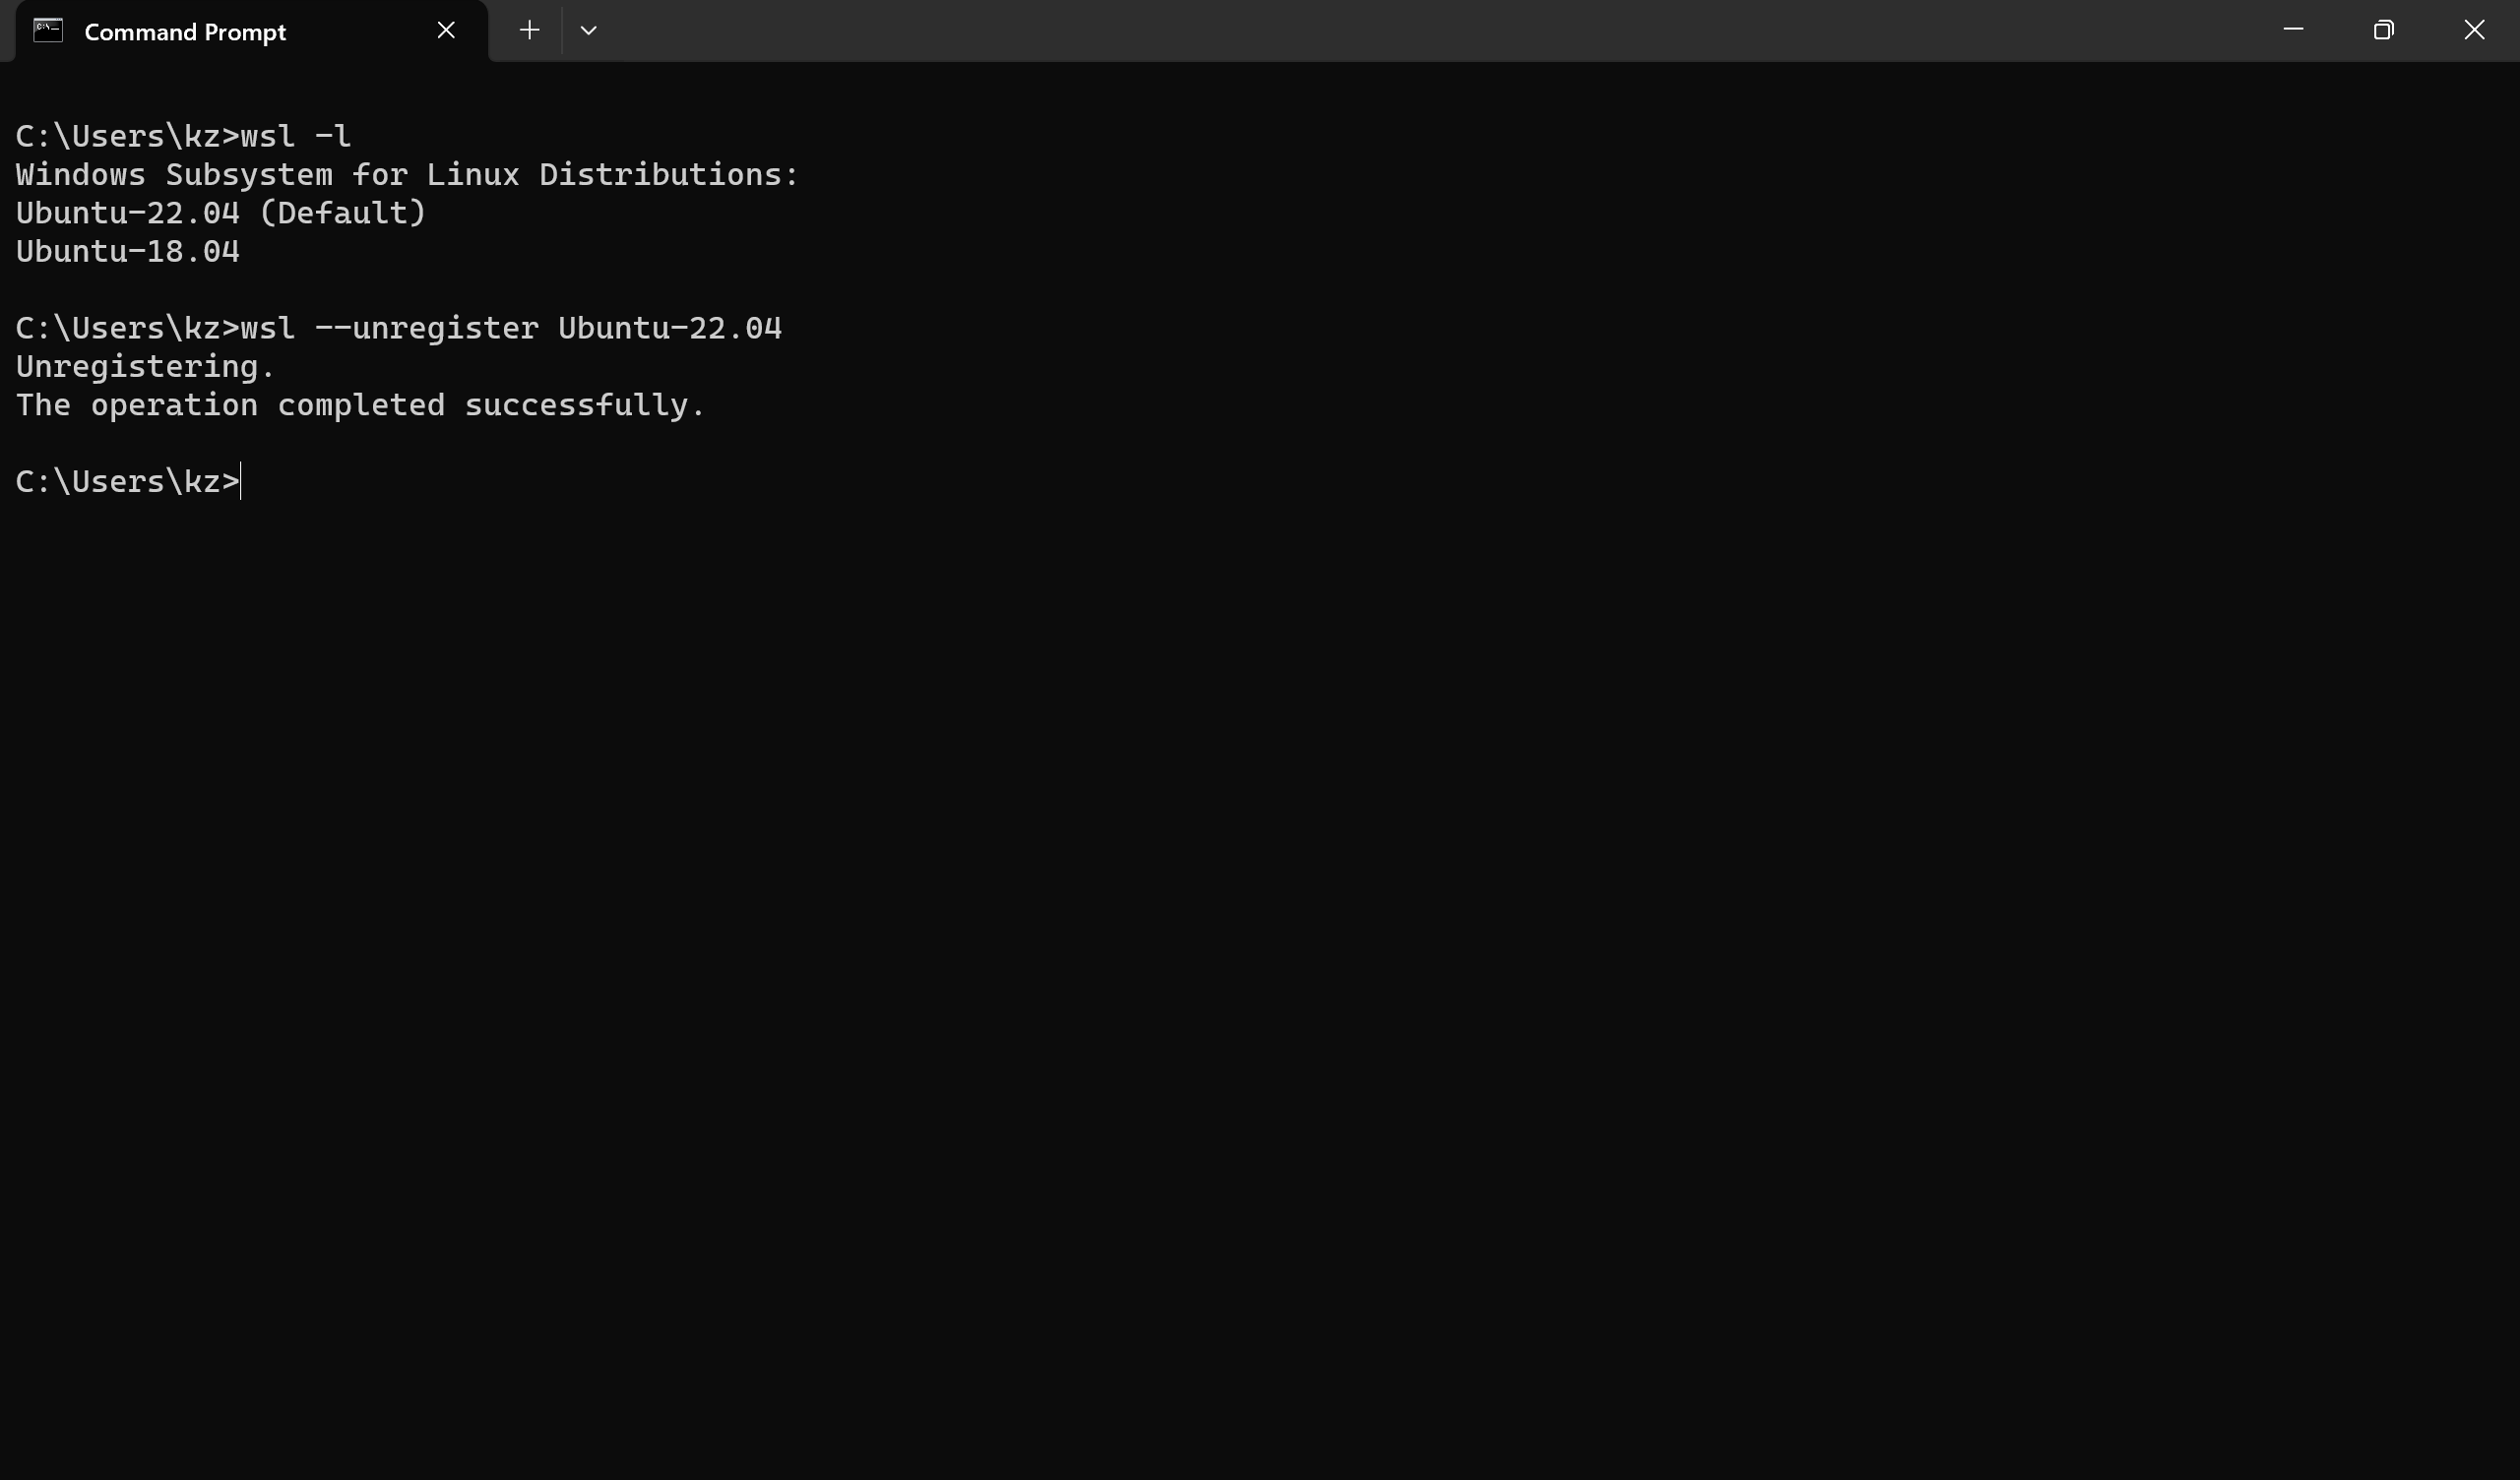 Command Prompt
C:\Users\kz>wsl -l
Windows Subsystem for Linux Distributions:
Ubuntu-22.04 (Default)
Ubuntu-18.04
C:\Users\kz>wsl --unregister Ubuntu-22.04
Unregistering.
The operation completed successfully.
C:\Users\kz>